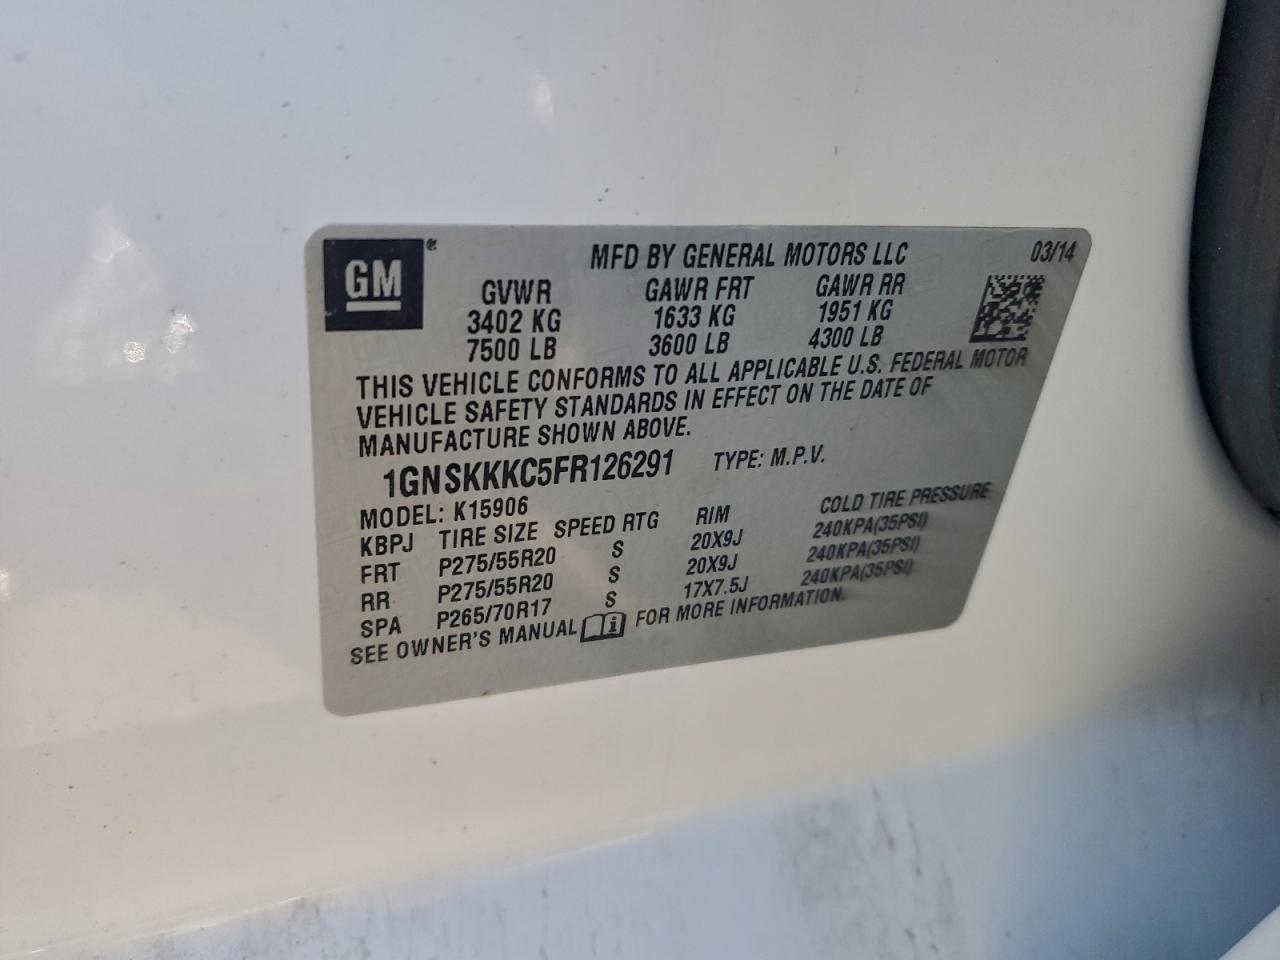 GM®
MFD BY GENERAL MOTORS LLC 03/14
GVWR GAWR FRT GAWR RR
3402 KG 1633 KG 1951 KG
7500 LB 3600 LB 4300 LB
THIS VEHICLE CONFORMS TO ALL APPLICABLE U.S. FEDERAL MOTOR
VEHICLE SAFETY STANDARDS IN EFFECT ON THE DATE OF
MANUFACTURE SHOWN ABOVE.
1GNSKKKC5FR126291 TYPE: M.P.V.
MODEL: K15906
KBPJ TIRE SIZE SPEED RTG RIM COLD TIRE PRESSURE
FRT P275/55R20 S 20X9J 240KPA(35PSI)
RR P275/55R20 S 20X9J 240KPA(35PSI)
SPA P265/70R17 S 17X7.5J 240KPA(35PSI)
SEE OWNER'S MANUAL i FOR MORE INFORMATION.